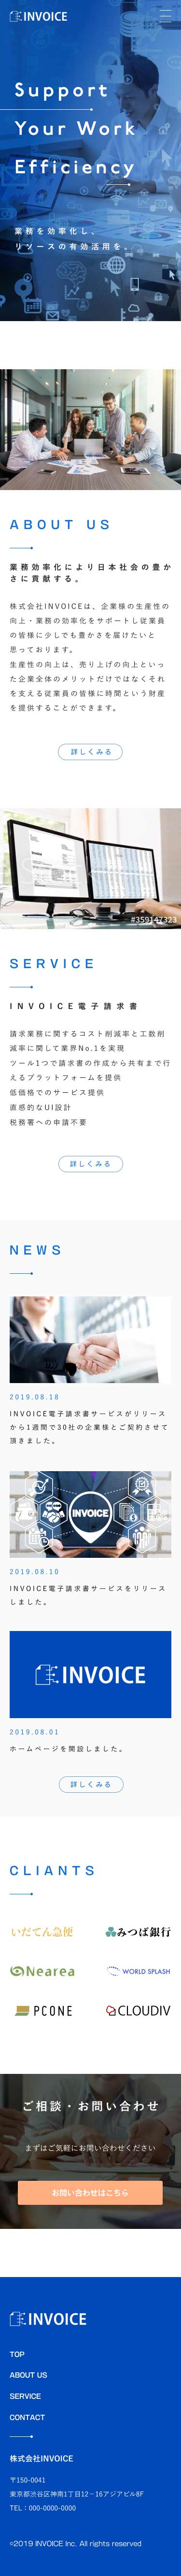 INVOICE
Support
Your Work
Efficiency
業務を効率化し、
リソースの有効活用を。
ABOUT US
業務効率化により日本社会の豊か
さに貢献する。
株式会社INVOICEは、企業様の生産性の
向上・業務の効率化をサポートし従業員
の皆様に少しでも豊かさを届けたいと
思っております。
生産性の向上は、売り上げの向上といっ
た企業全体のメリットだけではなくそれ
を支える従業員の皆様に時間という財産
を提供することができます。
詳しくみる
#359147323
SERVICE
INVOICE電子請求書
請求業務に関するコスト削減率と工数削
減率に関して業界No.1を実現
ツール1つで請求書の作成から共有まで行
えるプラットフォームを提供
低価格でのサービス提供
直感的なUI設計
税務署への申請不要
詳しくみる
NEWS
2019.08.18
INVOICE電子請求書サービスがリリース
から1週間で30社の企業様とご契約させて
頂きました。
INVOICE
2019.08.10
INVOICE電子請求書サービスをリリース
しました。
INVOICE
2019.08.01
ホームページを開設しました。
詳しくみる
CLIANTS
いだてん急便
みつば銀行
Nearea
WORLD SPLASH
PCONE
CLOUDIV
ご相談・お問い合わせ
まずはご気軽にお問い合わせください
お問い合わせはこちら
INVOICE
TOP
ABOUT US
SERVICE
CONTACT
株式会社INVOICE
〒150-0041
東京都渋谷区神南1丁目12−16アジアビル8F
TEL：000-0000-0000
©2019 INVOICE Inc. All rights reserved